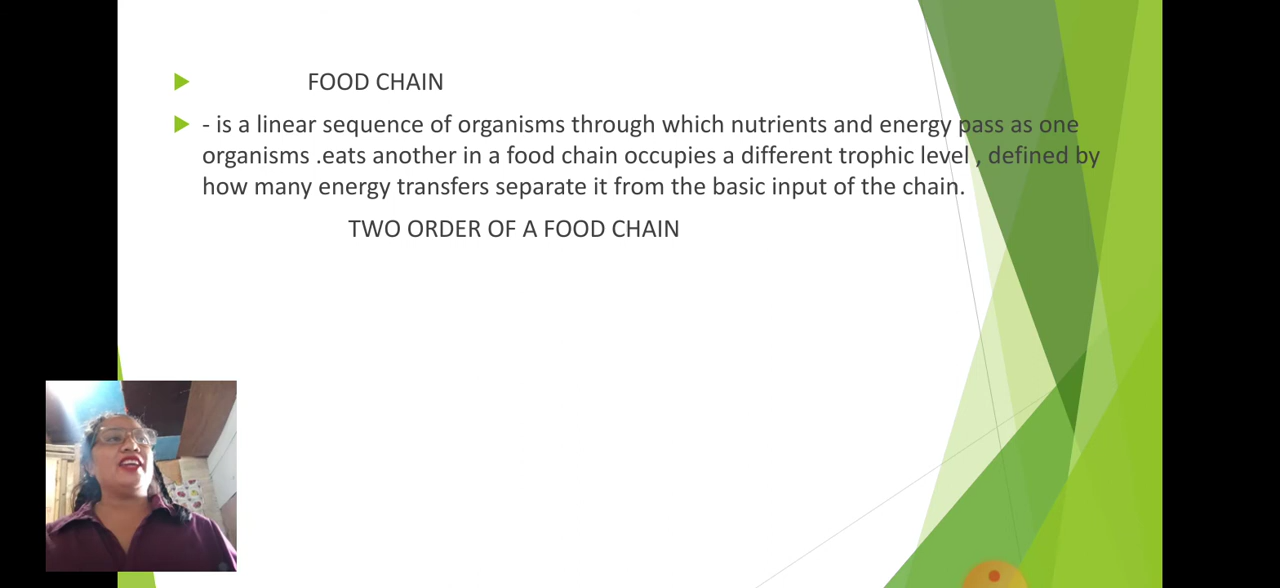 FOOD CHAIN
- is a linear sequence of organisms through which nutrients and energy pass as one
organisms .eats another in a food chain occupies a different trophic level , defined by
how many energy transfers separate it from the basic input of the chain.
TWO ORDER OF A FOOD CHAIN